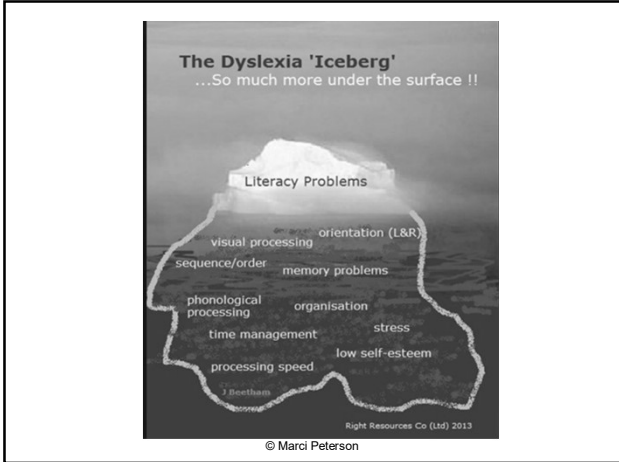 The Dyslexia 'Iceberg'
...So much more under the surface !!
Literacy Problems
orientation (L&R)
visual processing
sequence/order
memory problems
phonological
processing
organisation
time management
stress
low self-esteem
processing speed
J Beetham
Right Resources Co (Ltd) 2013
© Marci Peterson